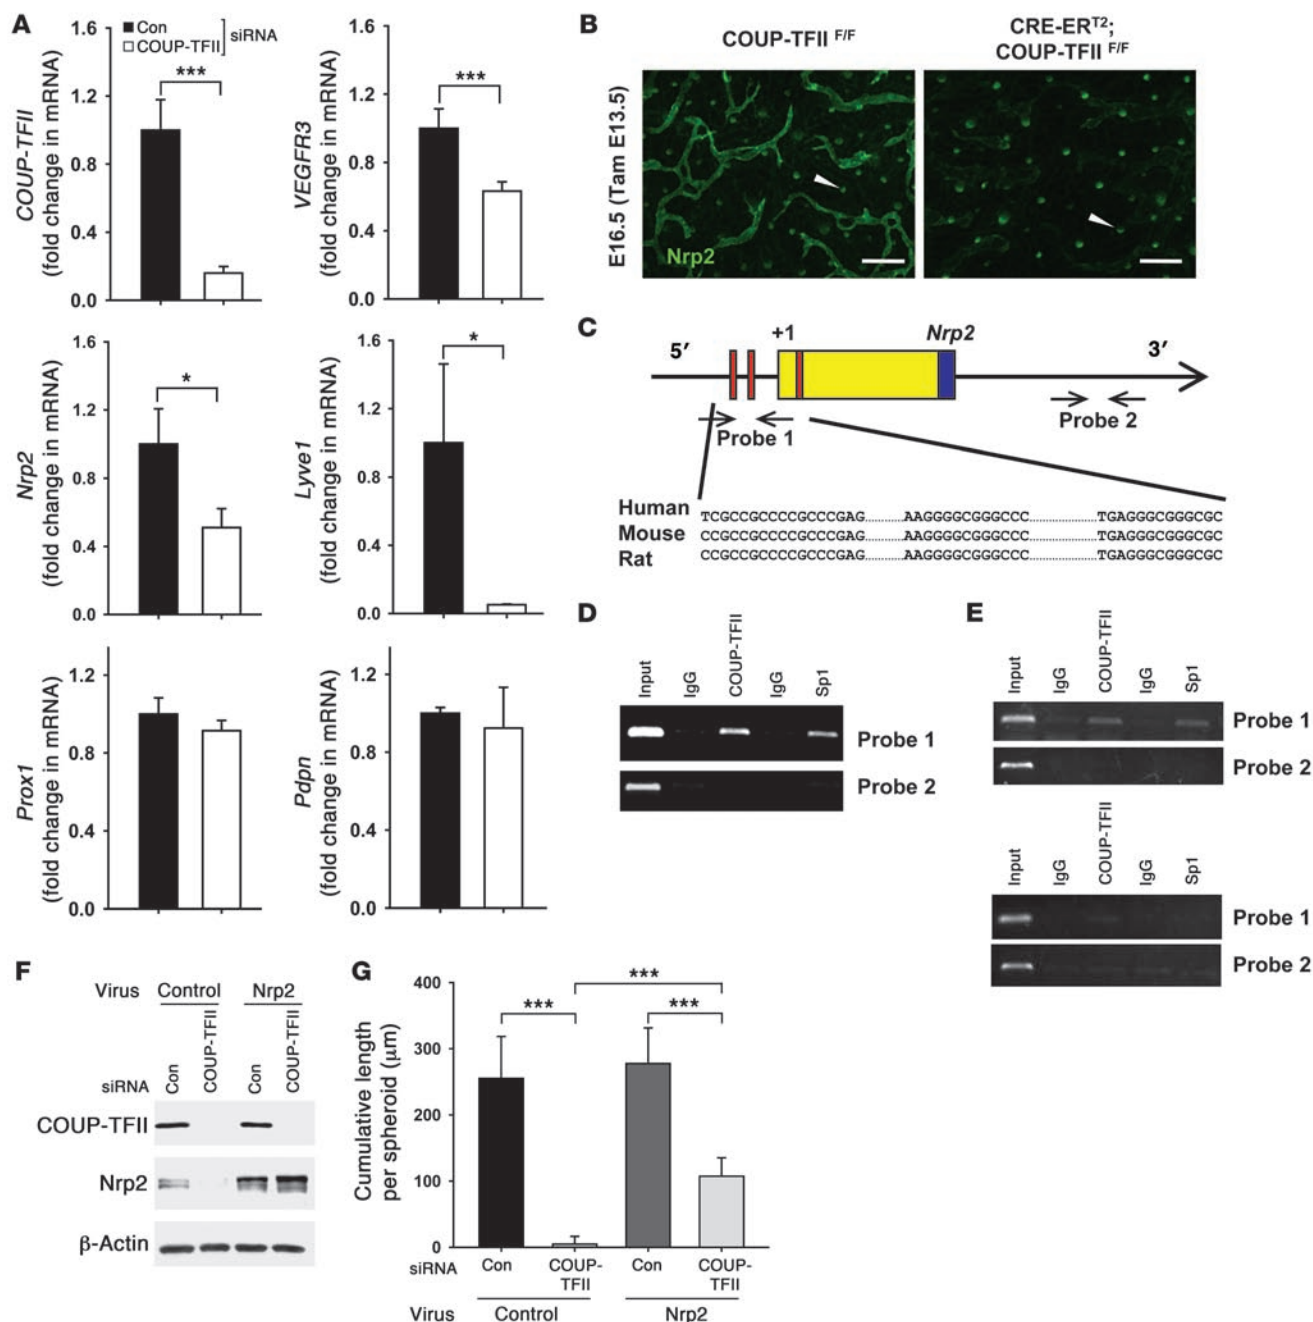 A
Con
COUP-TFII
siRNA
COUP-TFII
(fold change in mRNA)
1.6
1.2
0.8
0.4
0.0
***
VEGFR3
(fold change in mRNA)
1.6
1.2
0.8
0.4
0.0
***
Nrp2
(fold change in mRNA)
1.6
1.2
0.8
0.4
0.0
*
Lyve1
(fold change in mRNA)
1.6
1.2
0.8
0.4
0.0
*
Prox1
(fold change in mRNA)
1.2
0.8
0.4
0.0
Pdpn
(fold change in mRNA)
1.2
0.8
0.4
0.0
B
COUP-TFII F/F
CRE-ERT2;
COUP-TFII F/F
E16.5 (Tam E13.5)
Nrp2
C
5′
+1
Nrp2
3′
Probe 1
Probe 2
Human TCGCCGCCCCGCCCGAG..........AAGGGGCGGGCCC....................TGAGGGCGGGCGC
Mouse CCGCCGCCCCGCCCGAG..........AAGGGGCGGGCCC....................TGAGGGCGGGCGC
Rat CCGCCGCCCCGCCCGAG..........AAGGGGCGGGCCC....................TGAGGGCGGGCGC
D
Input IgG COUP-TFII IgG Sp1
Probe 1
Probe 2
E
Input IgG COUP-TFII IgG Sp1
Probe 1
Probe 2
Input IgG COUP-TFII IgG Sp1
Probe 1
Probe 2
F
Virus Control Nrp2
siRNA Con COUP-TFII Con COUP-TFII
COUP-TFII
Nrp2
β-Actin
G
Cumulative length
per spheroid (μm)
400
300
200
100
0
***
***
***
siRNA Con COUP-TFII Con COUP-TFII
Virus Control Nrp2